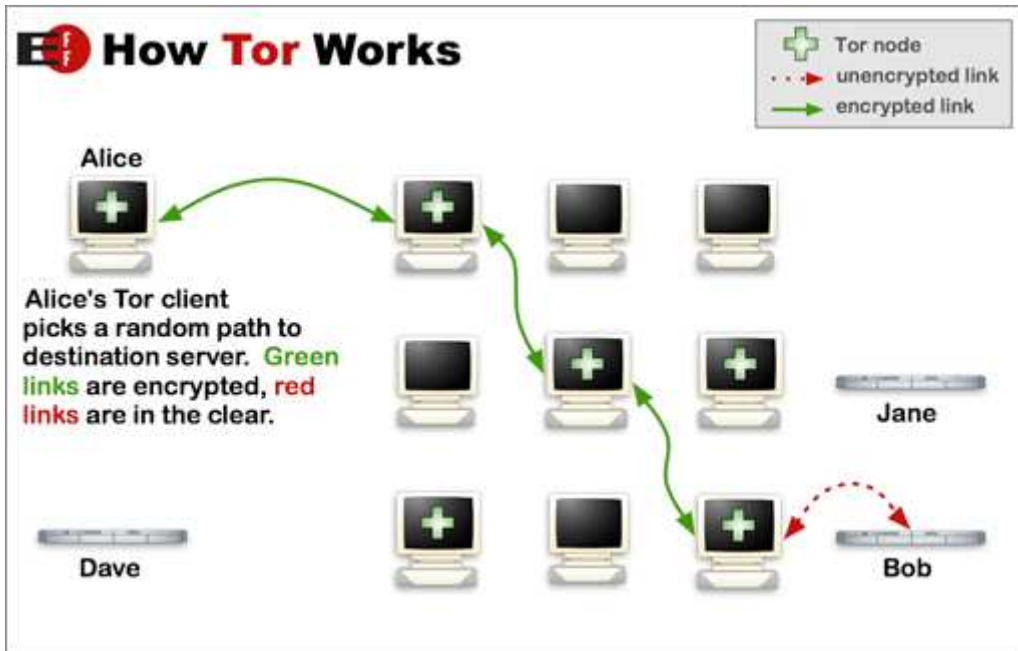 EFF How Tor Works
Tor node
unencrypted link
encrypted link
Alice
Alice's Tor client
picks a random path to
destination server. Green
links are encrypted, red
links are in the clear.
Jane
Dave
Bob